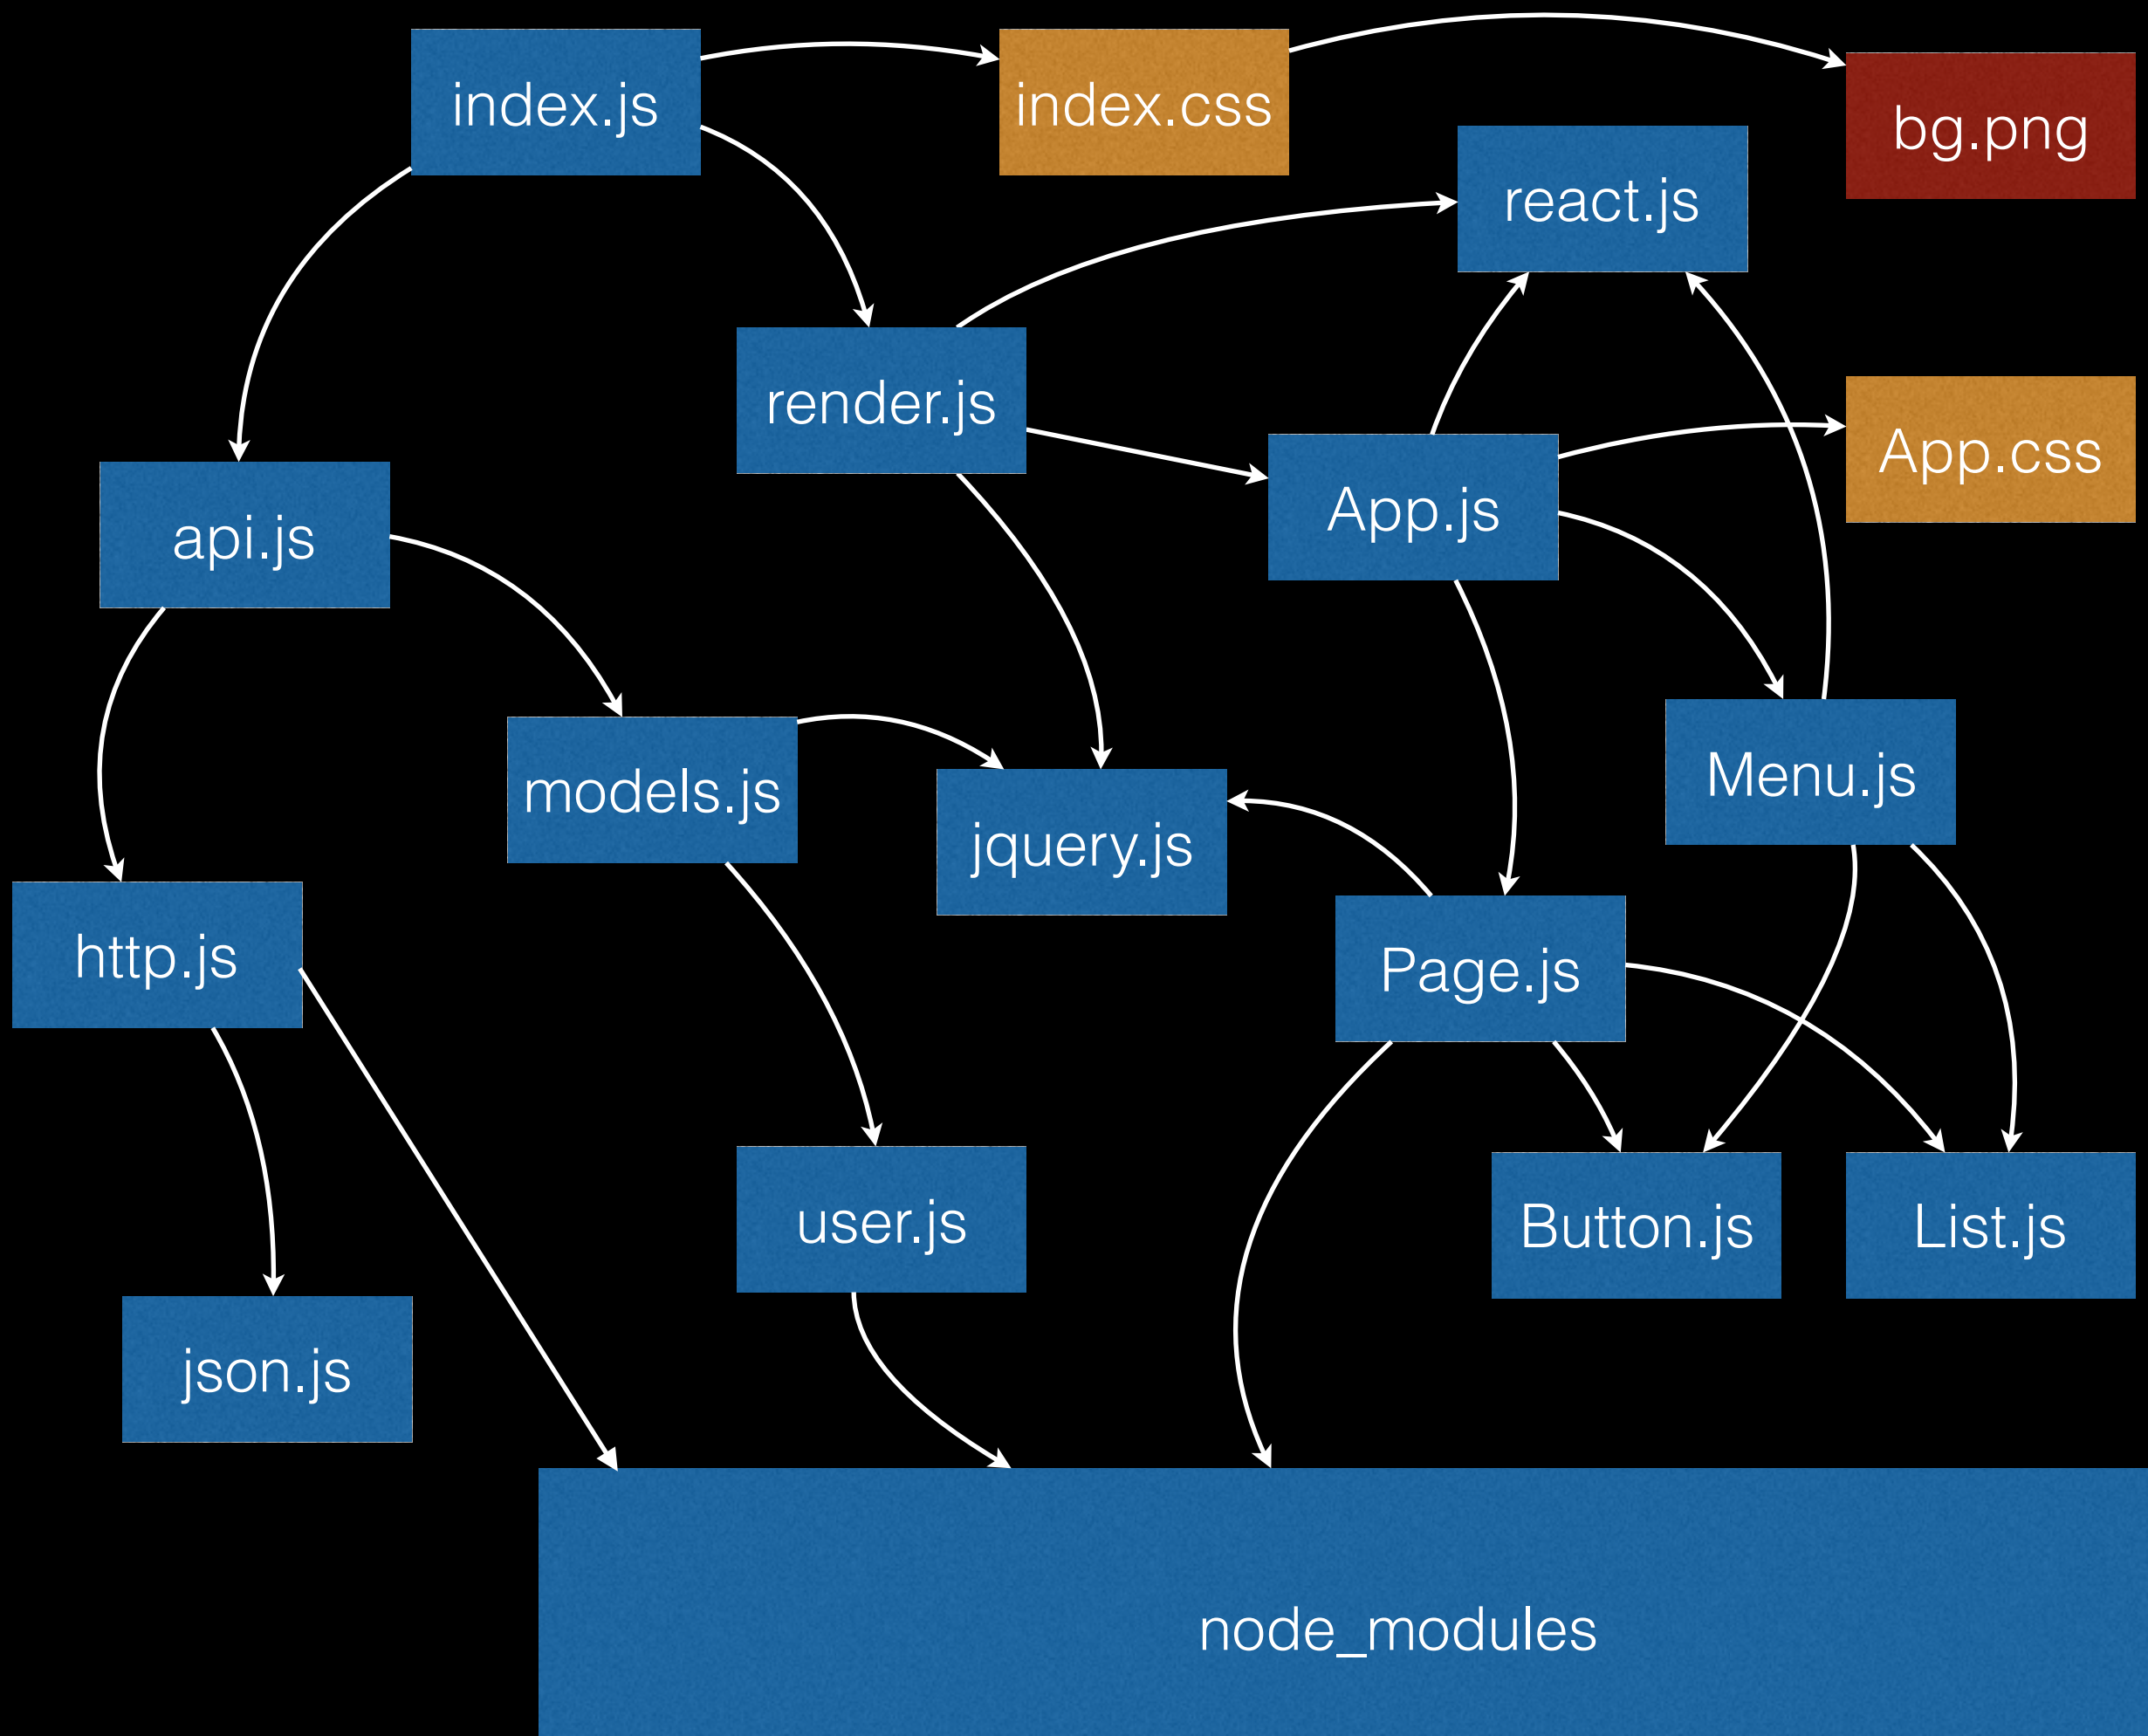 index.js
index.css
bg.png
react.js
render.js
App.css
App.js
api.js
Menu.js
models.js
jquery.js
http.js
Page.js
user.js
Button.js
List.js
json.js
node_modules